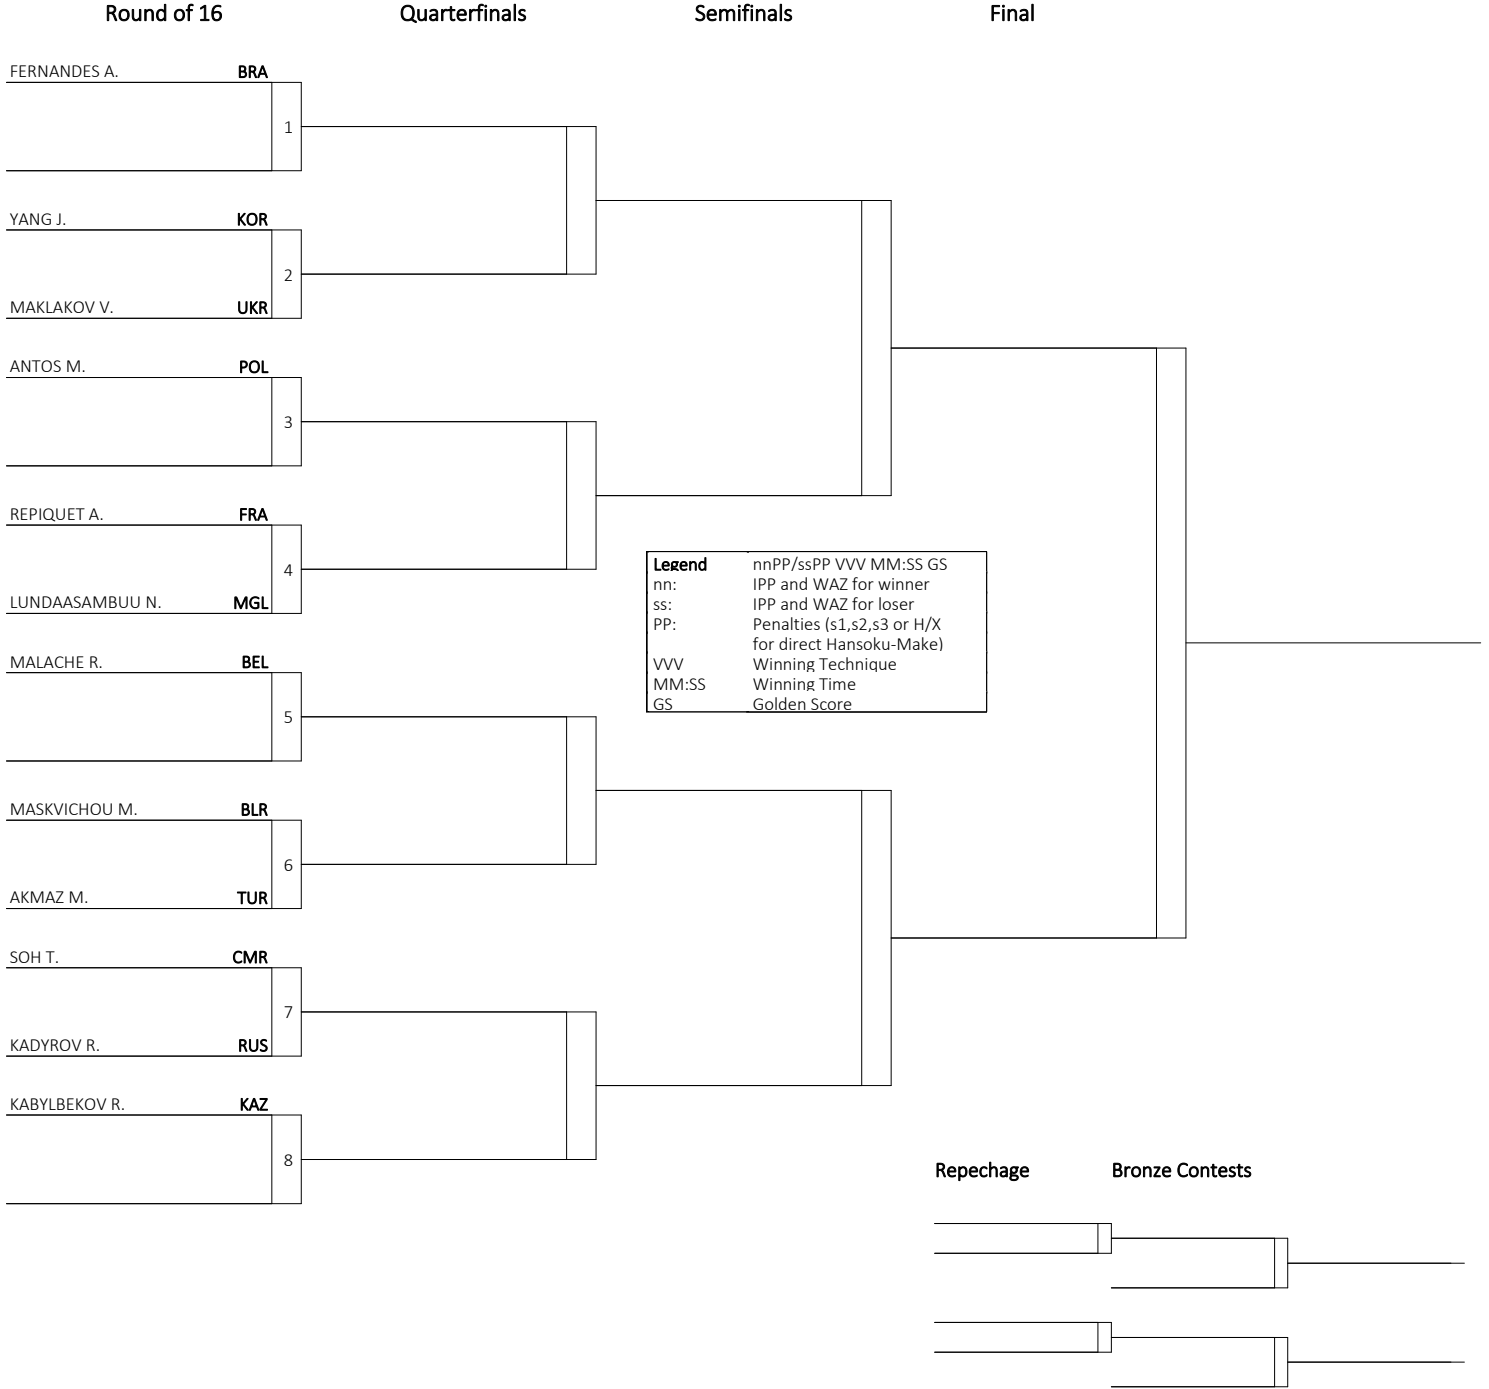 Round of 16 Quarterfinals Semifinals Final
FERNANDES A. BRA
1
YANG J. KOR
2
MAKLAKOV V. UKR
ANTOS M. POL
3
REPIQUET A. FRA
4
LUNDAASAMBUU N. MGL
MALACHE R. BEL
5
MASKVICHOU M. BLR
6
AKMAZ M. TUR
SOH T. CMR
7
KADYROV R. RUS
KABYLBEKOV R. KAZ
8
Legend nnPP/ssPP VVV MM:SS GS
nn: IPP and WAZ for winner
ss: IPP and WAZ for loser
PP: Penalties (s1,s2,s3 or H/X
for direct Hansoku-Make)
VVV Winning Technique
MM:SS Winning Time
GS Golden Score
Repechage Bronze Contests